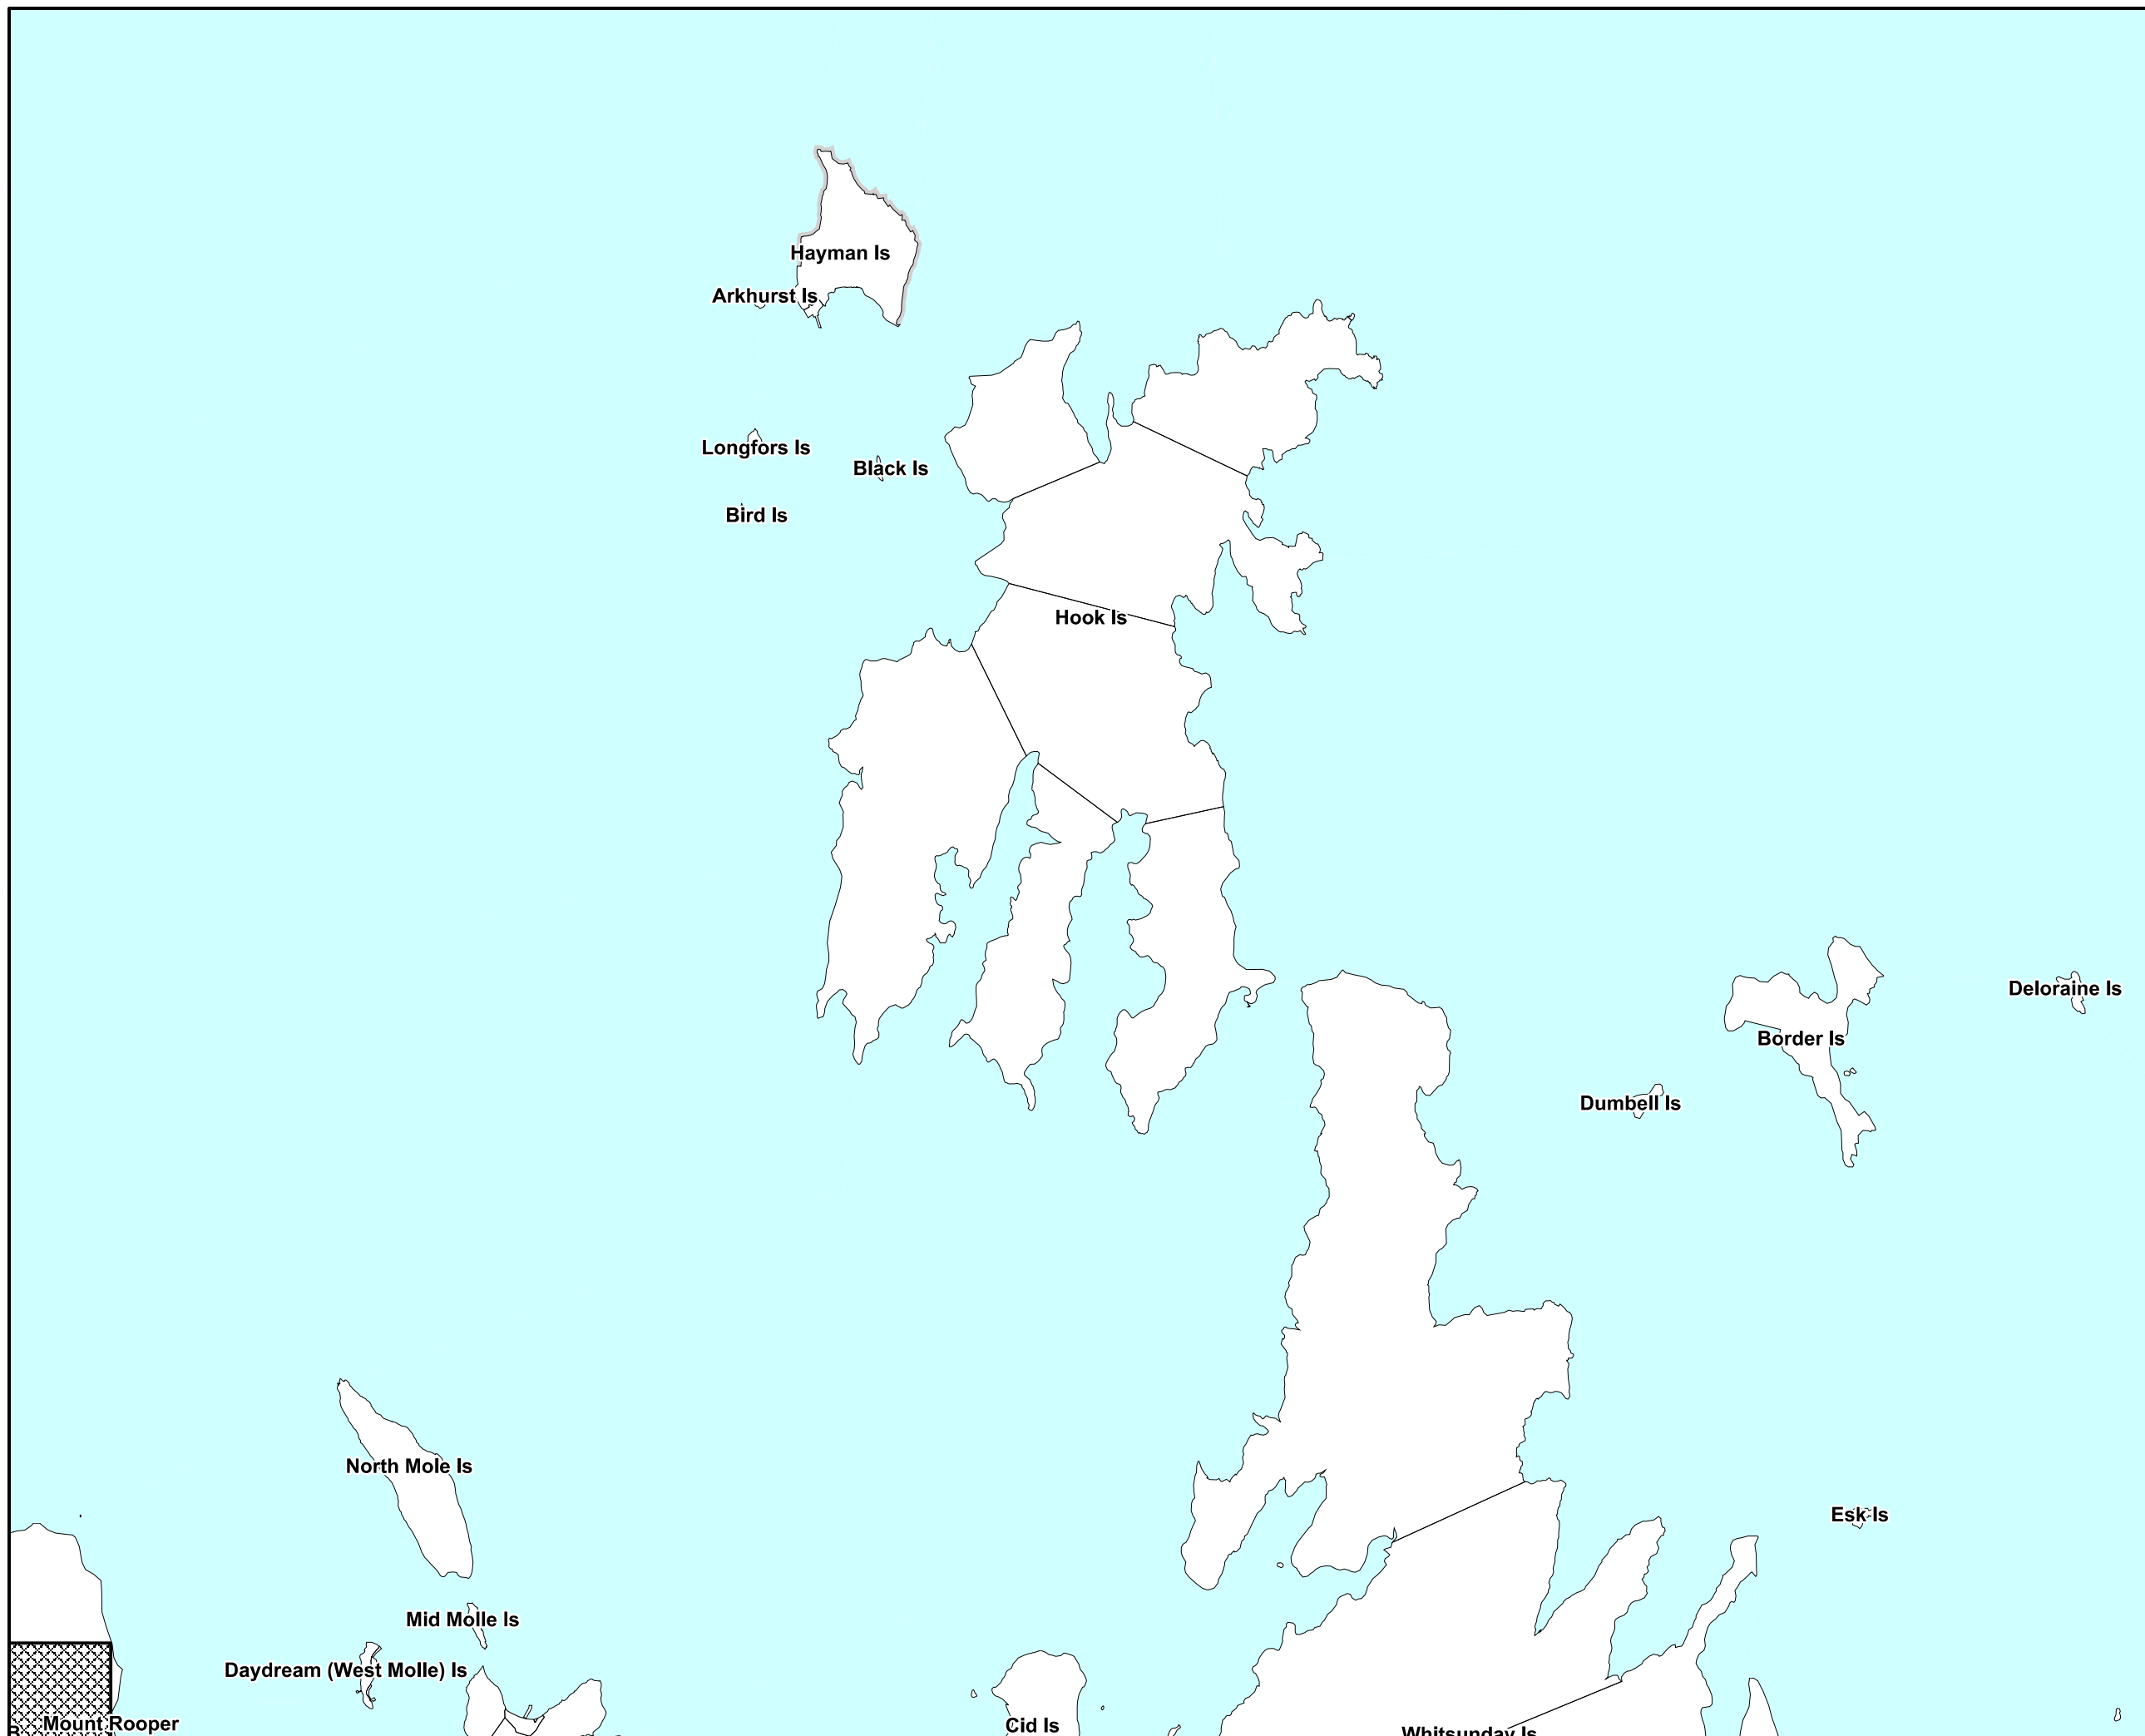 Hayman Is
Arkhurst Is
Longfors Is
Black Is
Bird Is
Hook Is
Deloraine Is
Border Is
Dumbell Is
North Mole Is
Esk Is
Mid Molle Is
Daydream (West Molle) Is
Mount Rooper
Cid Is
Whitsunday Is